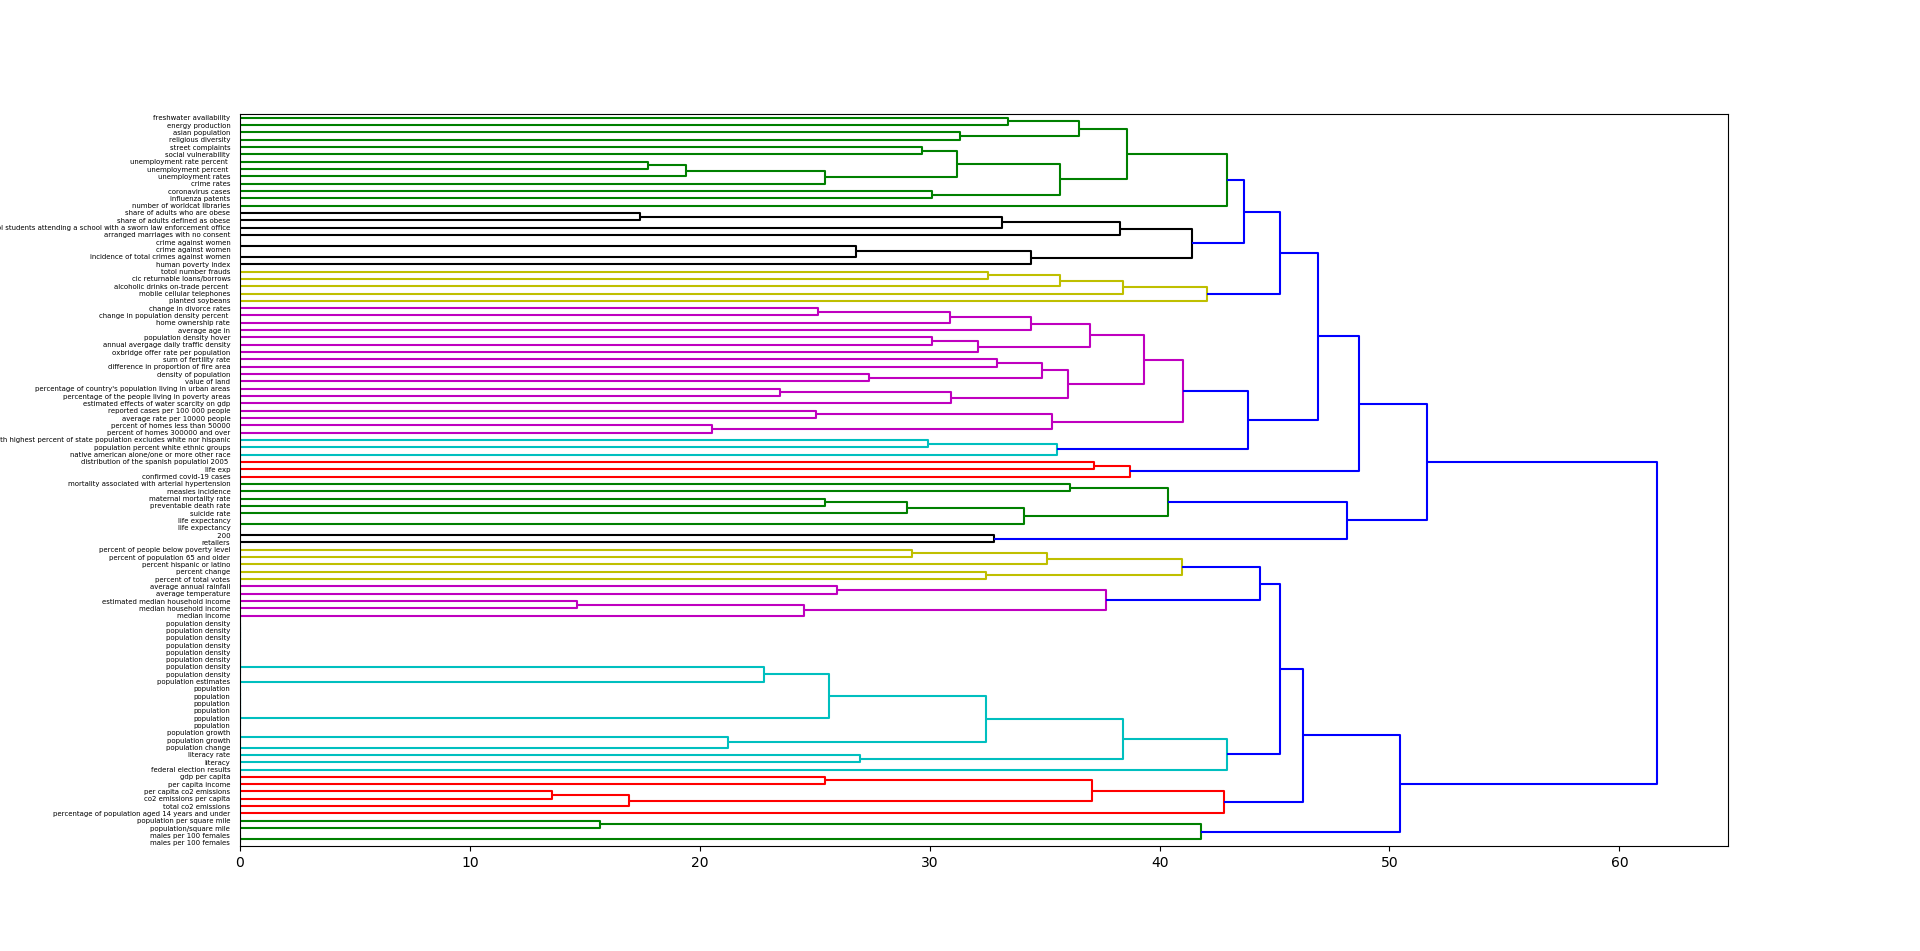 freshwater availability
energy production
asian population
religious diversity
street complaints
social vulnerability
unemployment rate percent
unemployment percent
unemployment rates
crime rates
coronavirus cases
influenza patents
number of worldcat libraries
share of adults who are obese
share of adults defined as obese
ol students attending a school with a sworn law enforcement office
arranged marriages with no consent
crime against women
crime against women
incidence of total crimes against women
human poverty index
totol number frauds
cic returnable loans/borrows
alcoholic drinks on-trade percent
mobile cellular telephones
planted soybeans
change in divorce rates
change in population density percent
home ownership rate
average age in
population density hover
annual avergage daily traffic density
oxbridge offer rate per population
sum of fertility rate
difference in proportion of fire area
density of population
value of land
percentage of country's population living in urban areas
percentage of the people living in poverty areas
estimated effects of water scarcity on gdp
reported cases per 100 000 people
average rate per 10000 people
percent of homes less than 50000
percent of homes 300000 and over
th highest percent of state population excludes white nor hispanic
population percent white ethnic groups
native american alone/one or more other race
distribution of the spanish populatiol 2005
life exp
confirmed covid-19 cases
mortality associated with arterial hypertension
measles incidence
maternal mortality rate
preventable death rate
suicide rate
life expectancy
life expectancy
200
retailers
percent of people below poverty level
percent of population 65 and older
percent hispanic or latino
percent change
percent of total votes
average annual rainfall
average temperature
estimated median household income
median household income
median income
population density
population density
population density
population density
population density
population density
population density
population density
population estimates
population
population
population
population
population
population
population growth
population growth
population change
literacy rate
literacy
federal election results
gdp per capita
per capita income
per capita co2 emissions
co2 emissions per capita
total co2 emissions
percentage of population aged 14 years and under
population per square mile
population/square mile
males per 100 females
males per 100 females
0 10 20 30 40 50 60